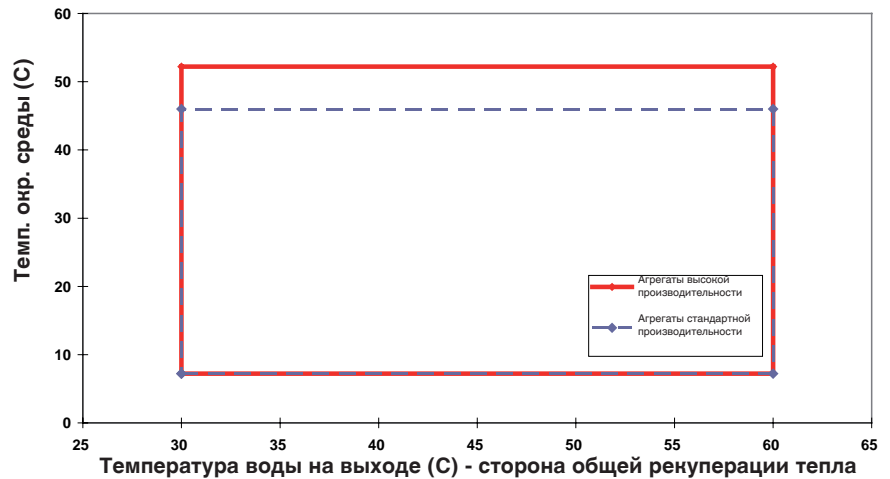 60
50
40
30
20
10
0
Темп. окр. среды (С)
Агрегаты высокой
производительности
Агрегаты стандартной
производительности
25 30 35 40 45 50 55 60 65
Температура воды на выходе (С) - сторона общей рекуперации тепла